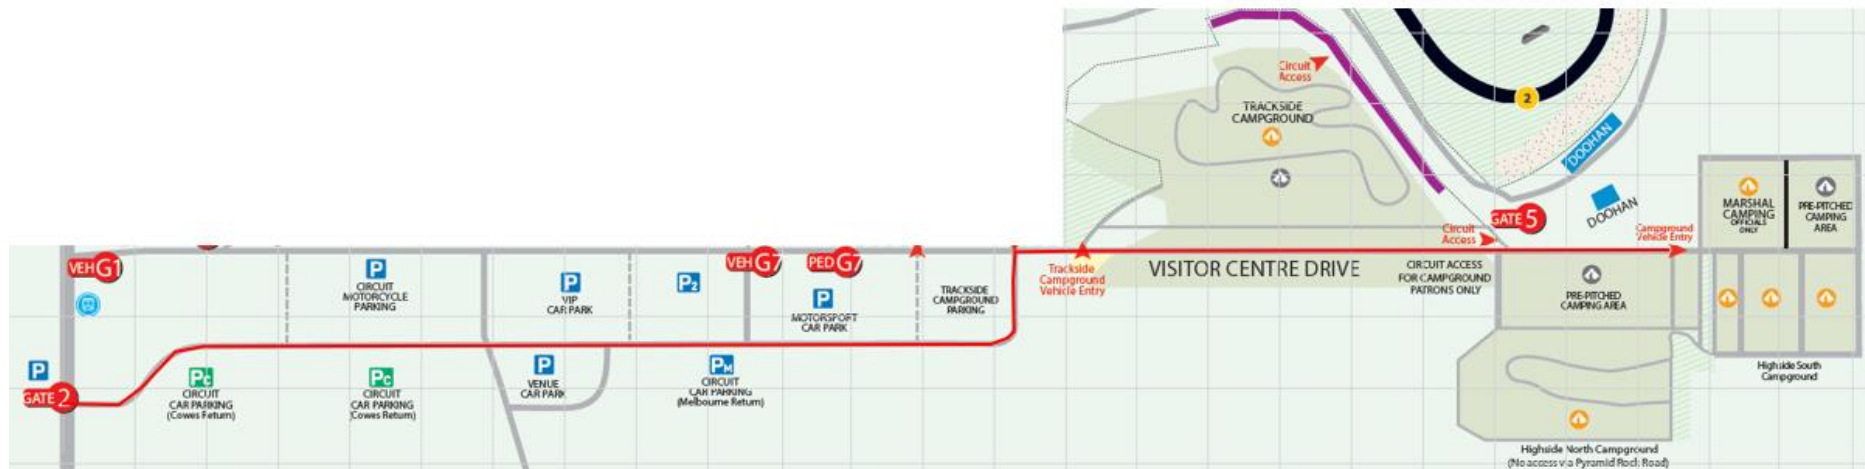 Circuit
Access
TRACKSIDE
CAMPGROUND
2
DOOHAN
DOOHAN
GATE 5
MARSHAL
CAMPING
OFFICIALS
ONLY
PRE-PITCHED
CAMPING
AREA
Circuit
Access
Campground
Vehicle Entry
VEH G1
P
CIRCUIT
MOTORCYCLE
PARKING
P
VIP
CAR PARK
P2
VEH G7
PED G7
P
MOTORSPORT
CAR PARK
TRACKSIDE
CAMPGROUND
PARKING
Trackside
Campground
Vehicle Entry
VISITOR CENTRE DRIVE
CIRCUIT ACCESS
FOR CAMPGROUND
PATRONS ONLY
PRE-PITCHED
CAMPING AREA
P
GATE 2
PC
CIRCUIT
CAR PARKING
(Cowes Return)
PC
CIRCUIT
CAR PARKING
(Cowes Return)
P
VENUE
CAR PARK
PM
CIRCUIT
CAR PARKING
(Melbourne Return)
Highside South
Campground
Highside North Campground
(No access via Pyramid Rock Road)